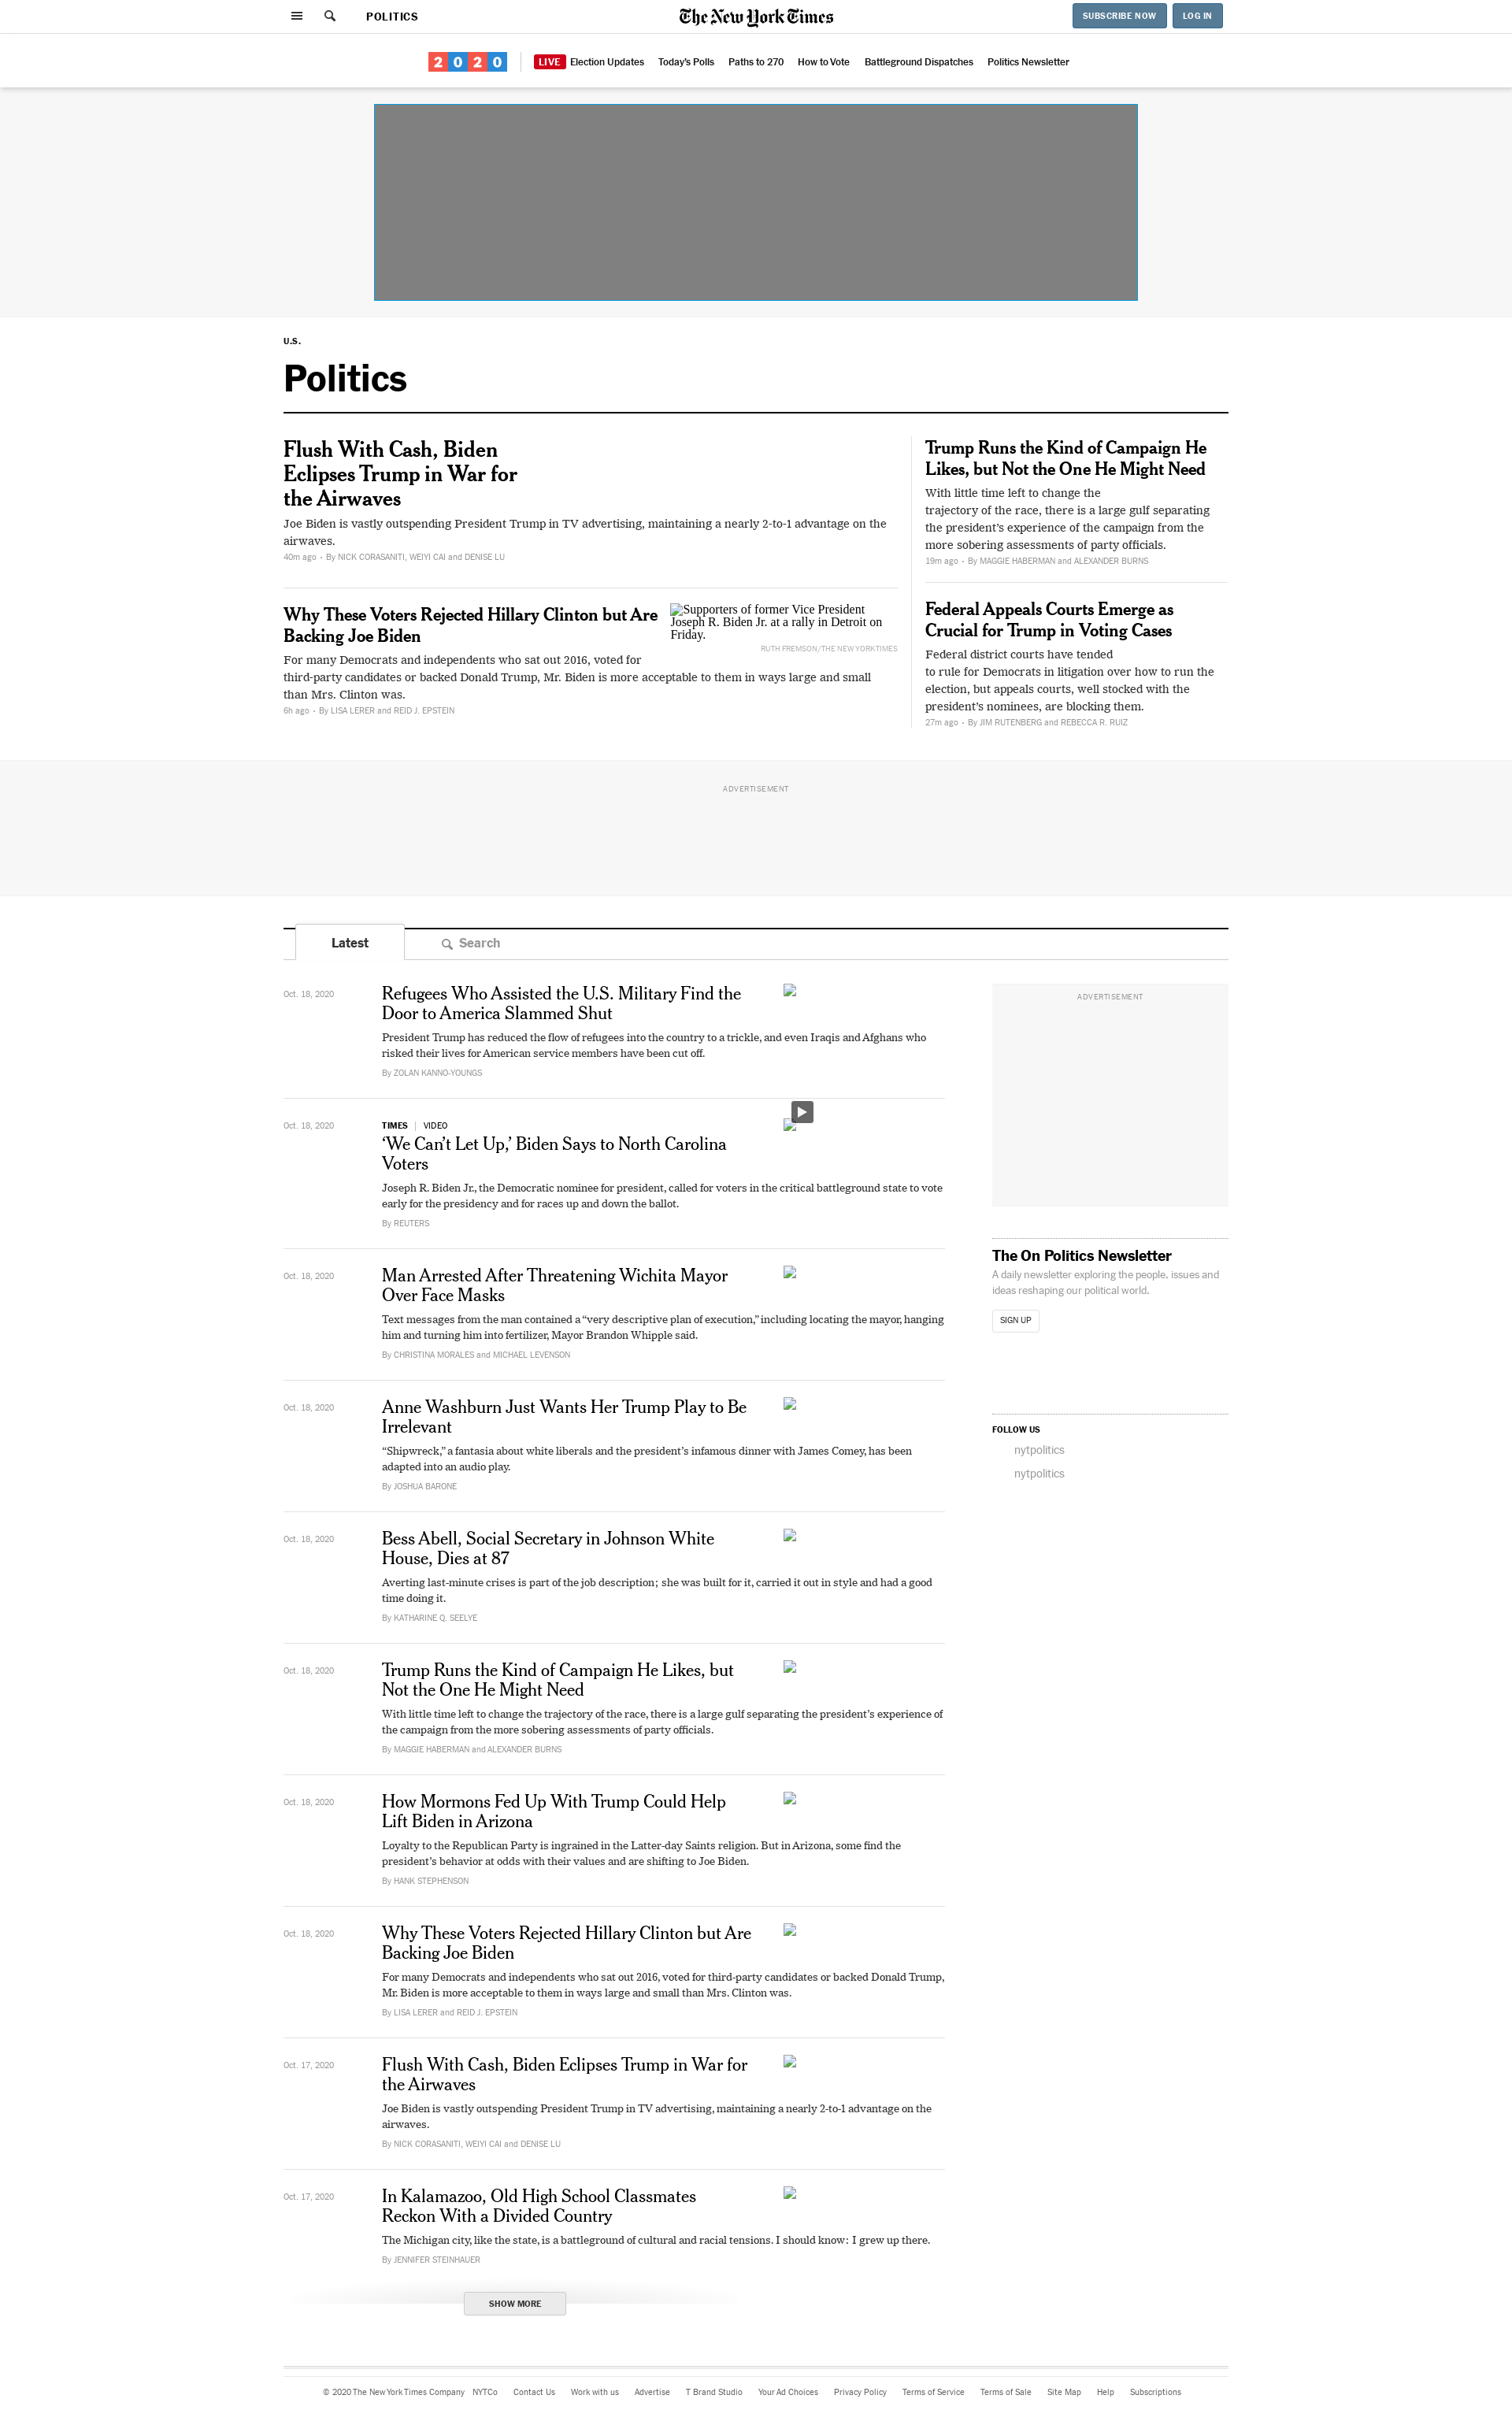 POLITICS
The New York Times
SUBSCRIBE NOW
LOG IN
2020
LIVE Election Updates
Today's Polls
Paths to 270
How to Vote
Battleground Dispatches
Politics Newsletter
U.S.
Politics
Flush With Cash, Biden
Eclipses Trump in War for
the Airwaves
Joe Biden is vastly outspending President Trump in TV advertising, maintaining a nearly 2-to-1 advantage on the
airwaves.
40m ago • By NICK CORASANITI, WEIYI CAI and DENISE LU
Why These Voters Rejected Hillary Clinton but Are
Backing Joe Biden
Supporters of former Vice President
Joseph R. Biden Jr. at a rally in Detroit on
Friday.
RUTH FREMSON/THE NEW YORK TIMES
For many Democrats and independents who sat out 2016, voted for
third-party candidates or backed Donald Trump, Mr. Biden is more acceptable to them in ways large and small
than Mrs. Clinton was.
6h ago • By LISA LERER and REID J. EPSTEIN
Trump Runs the Kind of Campaign He
Likes, but Not the One He Might Need
With little time left to change the
trajectory of the race, there is a large gulf separating
the president’s experience of the campaign from the
more sobering assessments of party officials.
19m ago • By MAGGIE HABERMAN and ALEXANDER BURNS
Federal Appeals Courts Emerge as
Crucial for Trump in Voting Cases
Federal district courts have tended
to rule for Democrats in litigation over how to run the
election, but appeals courts, well stocked with the
president’s nominees, are blocking them.
27m ago • By JIM RUTENBERG and REBECCA R. RUIZ
ADVERTISEMENT
Latest
Search
Oct. 18, 2020
Refugees Who Assisted the U.S. Military Find the
Door to America Slammed Shut
President Trump has reduced the flow of refugees into the country to a trickle, and even Iraqis and Afghans who
risked their lives for American service members have been cut off.
By ZOLAN KANNO-YOUNGS
Oct. 18, 2020
TIMES | VIDEO
‘We Can’t Let Up,’ Biden Says to North Carolina
Voters
Joseph R. Biden Jr., the Democratic nominee for president, called for voters in the critical battleground state to vote
early for the presidency and for races up and down the ballot.
By REUTERS
Oct. 18, 2020
Man Arrested After Threatening Wichita Mayor
Over Face Masks
Text messages from the man contained a “very descriptive plan of execution,” including locating the mayor, hanging
him and turning him into fertilizer, Mayor Brandon Whipple said.
By CHRISTINA MORALES and MICHAEL LEVENSON
Oct. 18, 2020
Anne Washburn Just Wants Her Trump Play to Be
Irrelevant
“Shipwreck,” a fantasia about white liberals and the president’s infamous dinner with James Comey, has been
adapted into an audio play.
By JOSHUA BARONE
Oct. 18, 2020
Bess Abell, Social Secretary in Johnson White
House, Dies at 87
Averting last-minute crises is part of the job description; she was built for it, carried it out in style and had a good
time doing it.
By KATHARINE Q. SEELYE
Oct. 18, 2020
Trump Runs the Kind of Campaign He Likes, but
Not the One He Might Need
With little time left to change the trajectory of the race, there is a large gulf separating the president’s experience of
the campaign from the more sobering assessments of party officials.
By MAGGIE HABERMAN and ALEXANDER BURNS
Oct. 18, 2020
How Mormons Fed Up With Trump Could Help
Lift Biden in Arizona
Loyalty to the Republican Party is ingrained in the Latter-day Saints religion. But in Arizona, some find the
president’s behavior at odds with their values and are shifting to Joe Biden.
By HANK STEPHENSON
Oct. 18, 2020
Why These Voters Rejected Hillary Clinton but Are
Backing Joe Biden
For many Democrats and independents who sat out 2016, voted for third-party candidates or backed Donald Trump,
Mr. Biden is more acceptable to them in ways large and small than Mrs. Clinton was.
By LISA LERER and REID J. EPSTEIN
Oct. 17, 2020
Flush With Cash, Biden Eclipses Trump in War for
the Airwaves
Joe Biden is vastly outspending President Trump in TV advertising, maintaining a nearly 2-to-1 advantage on the
airwaves.
By NICK CORASANITI, WEIYI CAI and DENISE LU
Oct. 17, 2020
In Kalamazoo, Old High School Classmates
Reckon With a Divided Country
The Michigan city, like the state, is a battleground of cultural and racial tensions. I should know: I grew up there.
By JENNIFER STEINHAUER
SHOW MORE
ADVERTISEMENT
The On Politics Newsletter
A daily newsletter exploring the people, issues and
ideas reshaping our political world.
SIGN UP
FOLLOW US
nytpolitics
nytpolitics
© 2020 The New York Times Company
NYTCo
Contact Us
Work with us
Advertise
T Brand Studio
Your Ad Choices
Privacy Policy
Terms of Service
Terms of Sale
Site Map
Help
Subscriptions